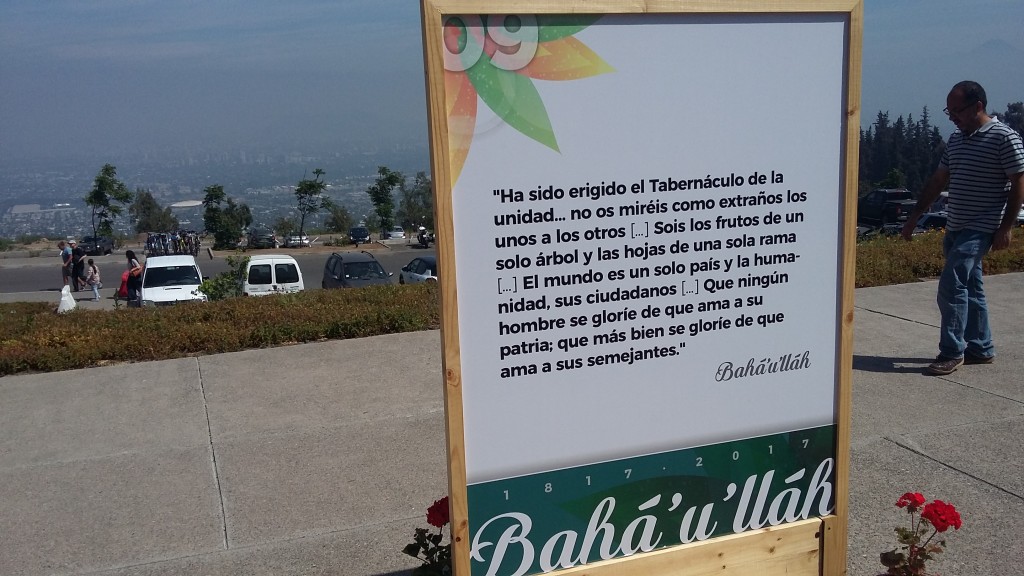 09
"Ha sido erigido el Tabernáculo de la
unidad... no os miréis como extraños los
unos a los otros [...] Sois los frutos de un
solo árbol y las hojas de una sola rama
[...] El mundo es un solo país y la huma-
nidad, sus ciudadanos [...] Que ningún
hombre se gloríe de que ama a su
patria; que más bien se gloríe de que
ama a sus semejantes."
Bahá'u'lláh
1817·2017
Bahá'u'lláh